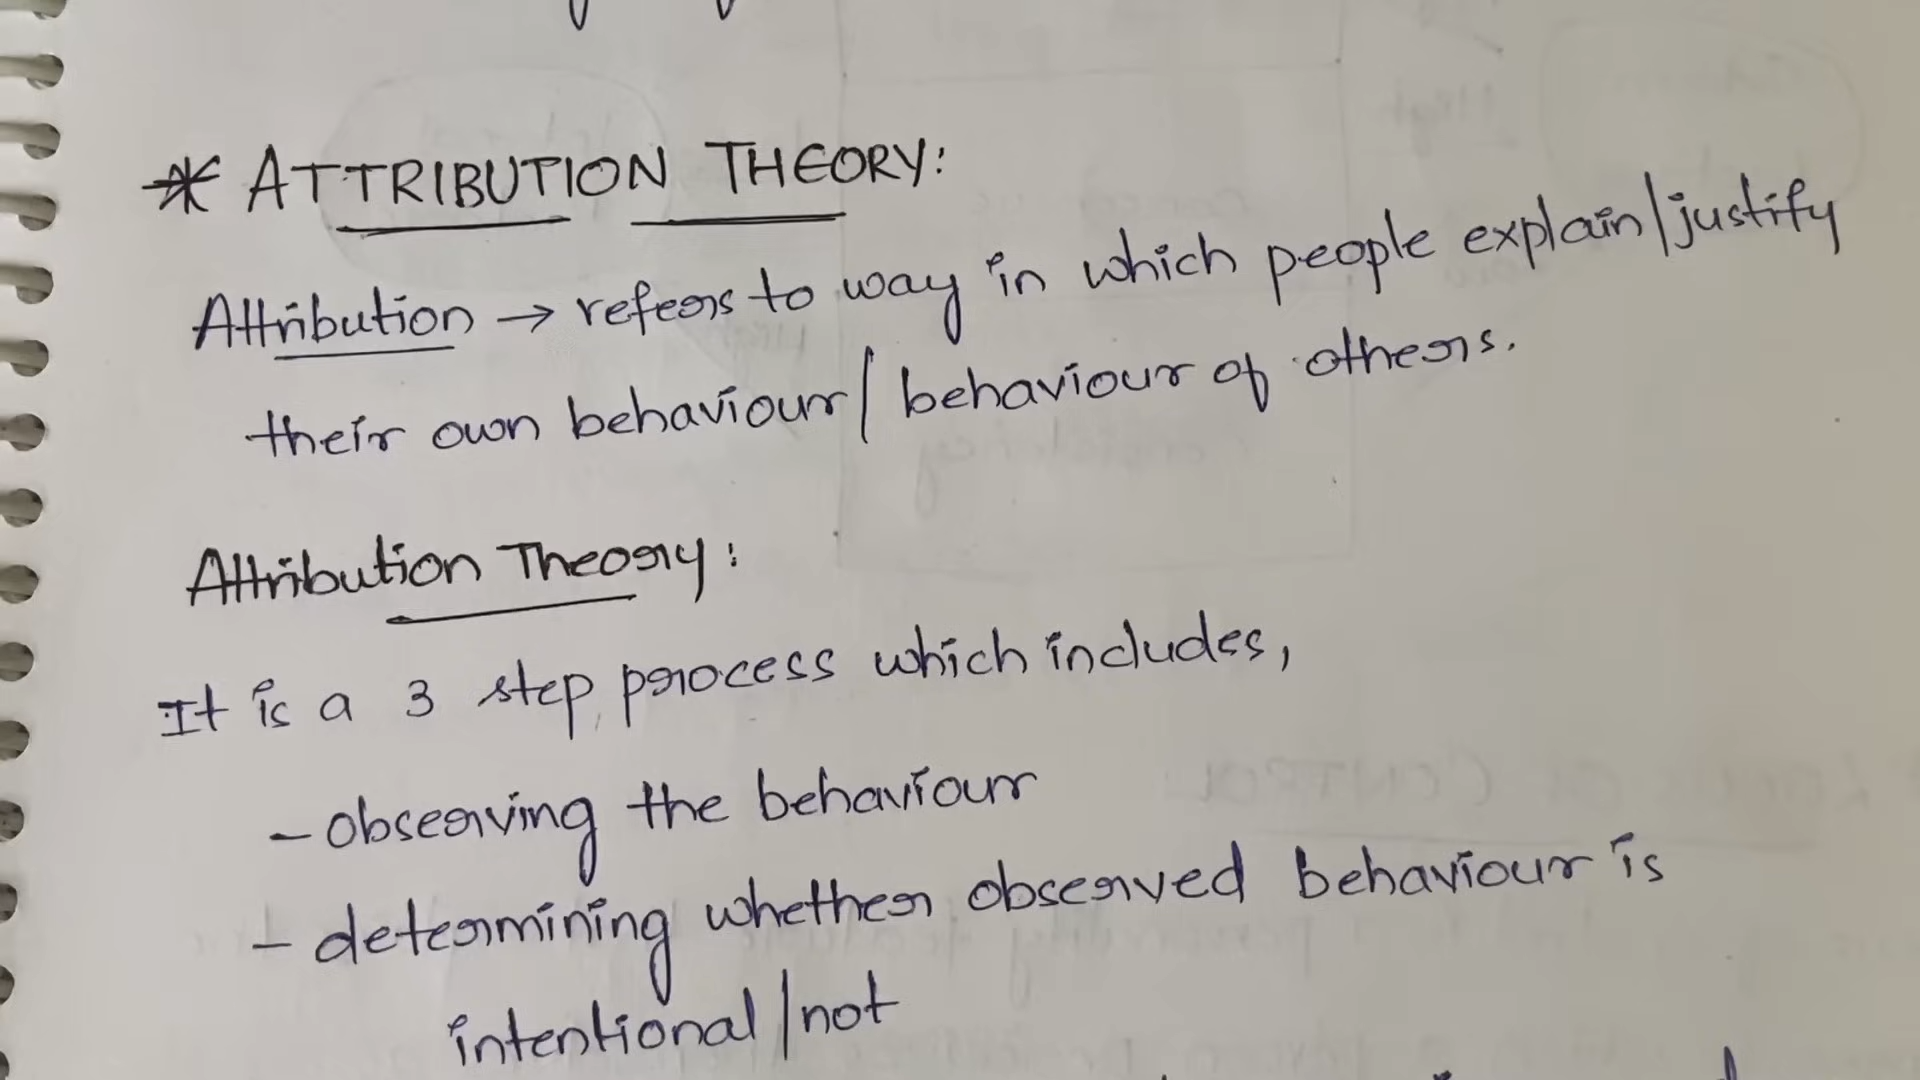 * ATTRIBUTION THEORY:
Attribution → refers to way in which people explain/justify
their own behaviour/ behaviour of others.
Attribution Theory:
It is a 3 step process which includes,
- observing the behaviour
- determining whether observed behaviour is
intentional/not